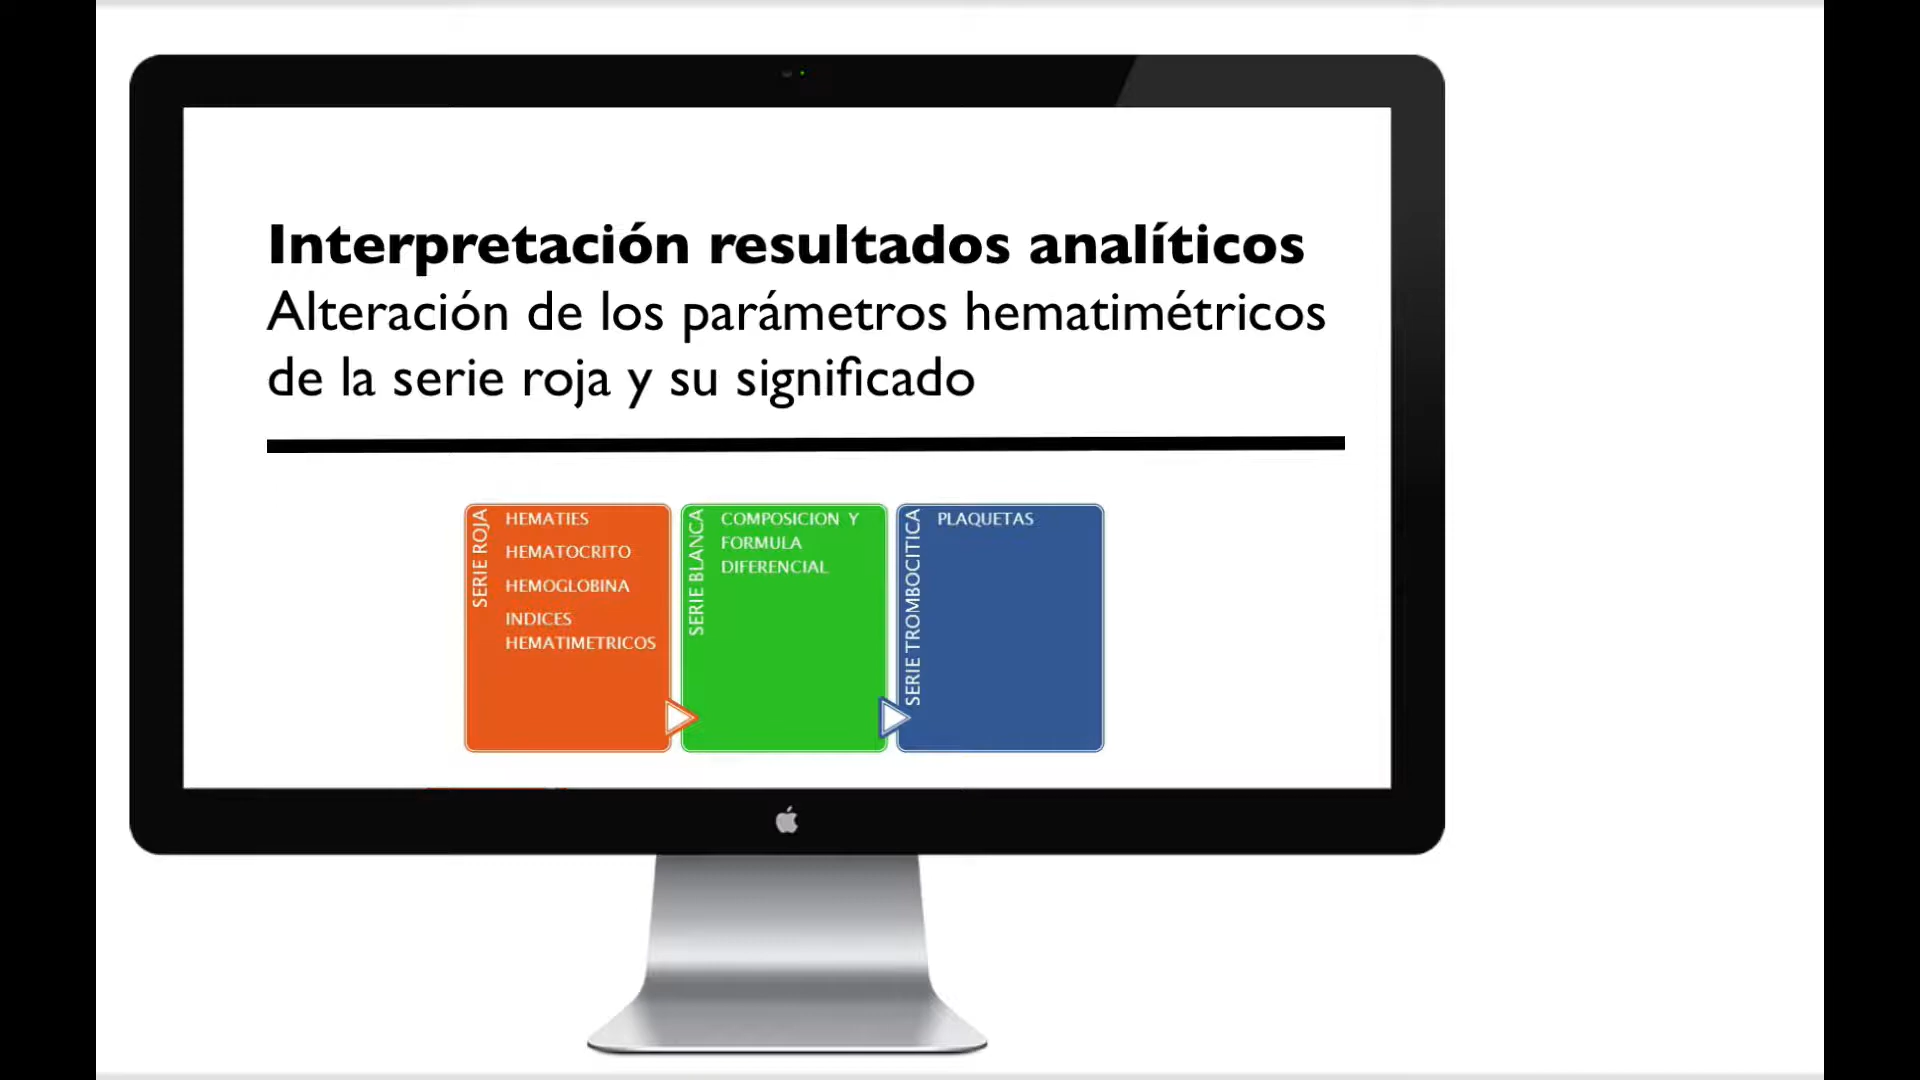 Interpretación resultados analíticos
Alteración de los parámetros hematimétricos
de la serie roja y su significado
SERIE ROJA
HEMATIES
HEMATOCRITO
HEMOGLOBINA
INDICES
HEMATIMETRICOS
SERIE BLANCA
COMPOSICION Y
FORMULA
DIFERENCIAL
SERIE TROMBOCITICA
PLAQUETAS